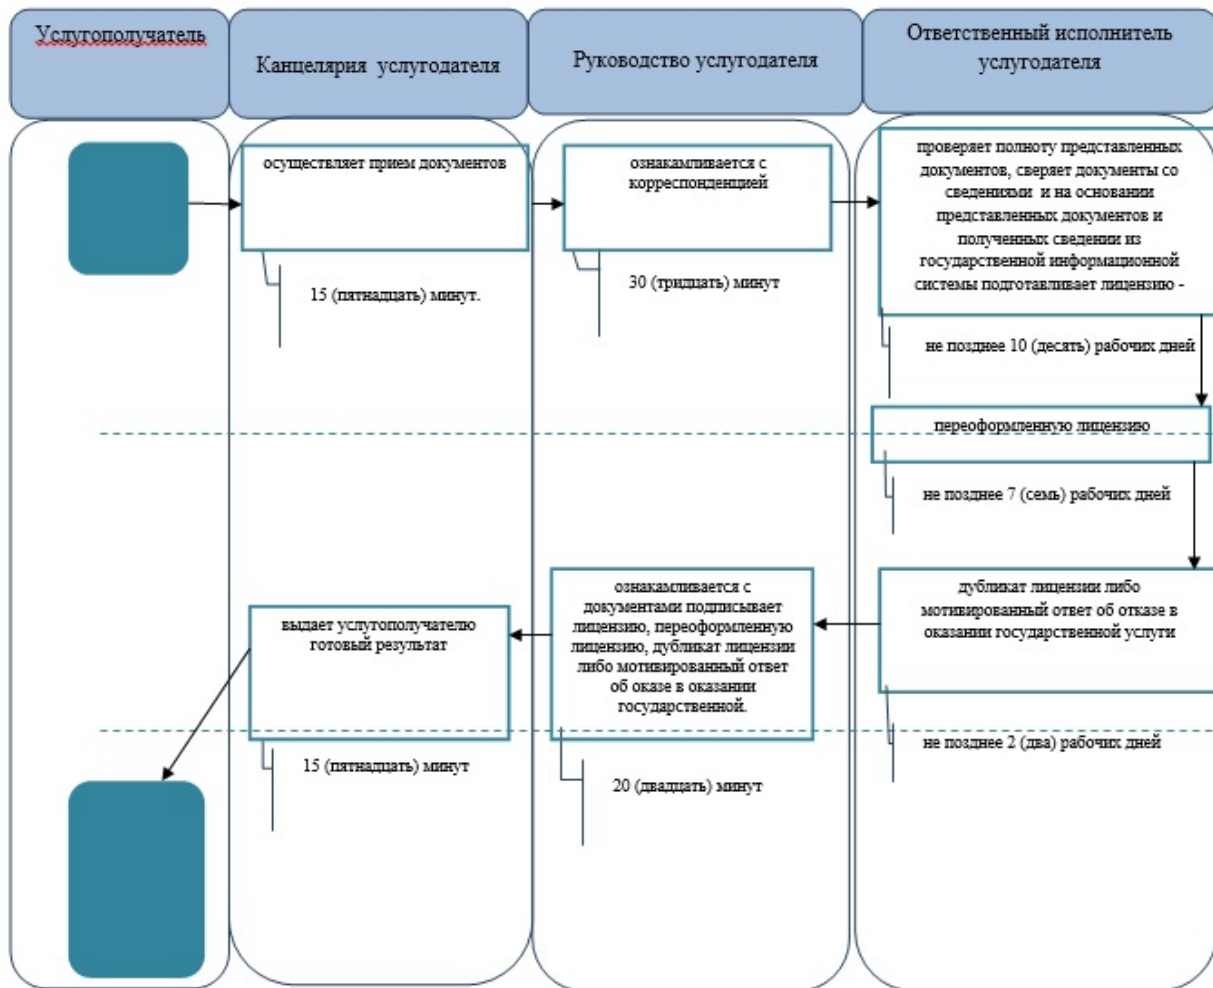 Услугополучатель
Канцелярия услугодателя
Руководство услугодателя
Ответственный исполнитель
услугодателя
осуществляет прием документов
15 (пятнадцать) минут.
ознакамливается с
корреспонденцией
30 (тридцать) минут
проверяет полноту представленных
документов, сверяет документы со
сведениями и на основании
представленных документов и
полученных сведении из
государственной информационной
системы подготавливает лицензию -
не позднее 10 (десять) рабочих дней
переоформленную лицензию
не позднее 7 (семь) рабочих дней
дубликат лицензии либо
мотивированный ответ об отказе в
оказании государственной услуги
не позднее 2 (два) рабочих дней
ознакамливается с
документами подписывает
лицензию, переоформленную
лицензию, дубликат лицензии
либо мотивированный ответ
об оказе в оказании
государственной.
20 (двадцать) минут
выдает услугополучателю
готовый результат
15 (пятнадцать) минут